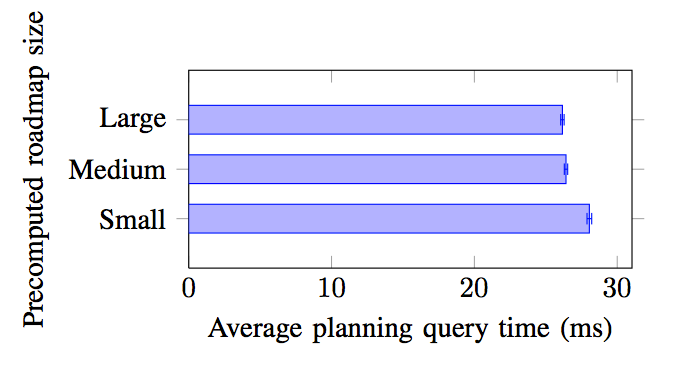 Precomputed roadmap size
Large
Medium
Small
0 10 20 30
Average planning query time (ms)